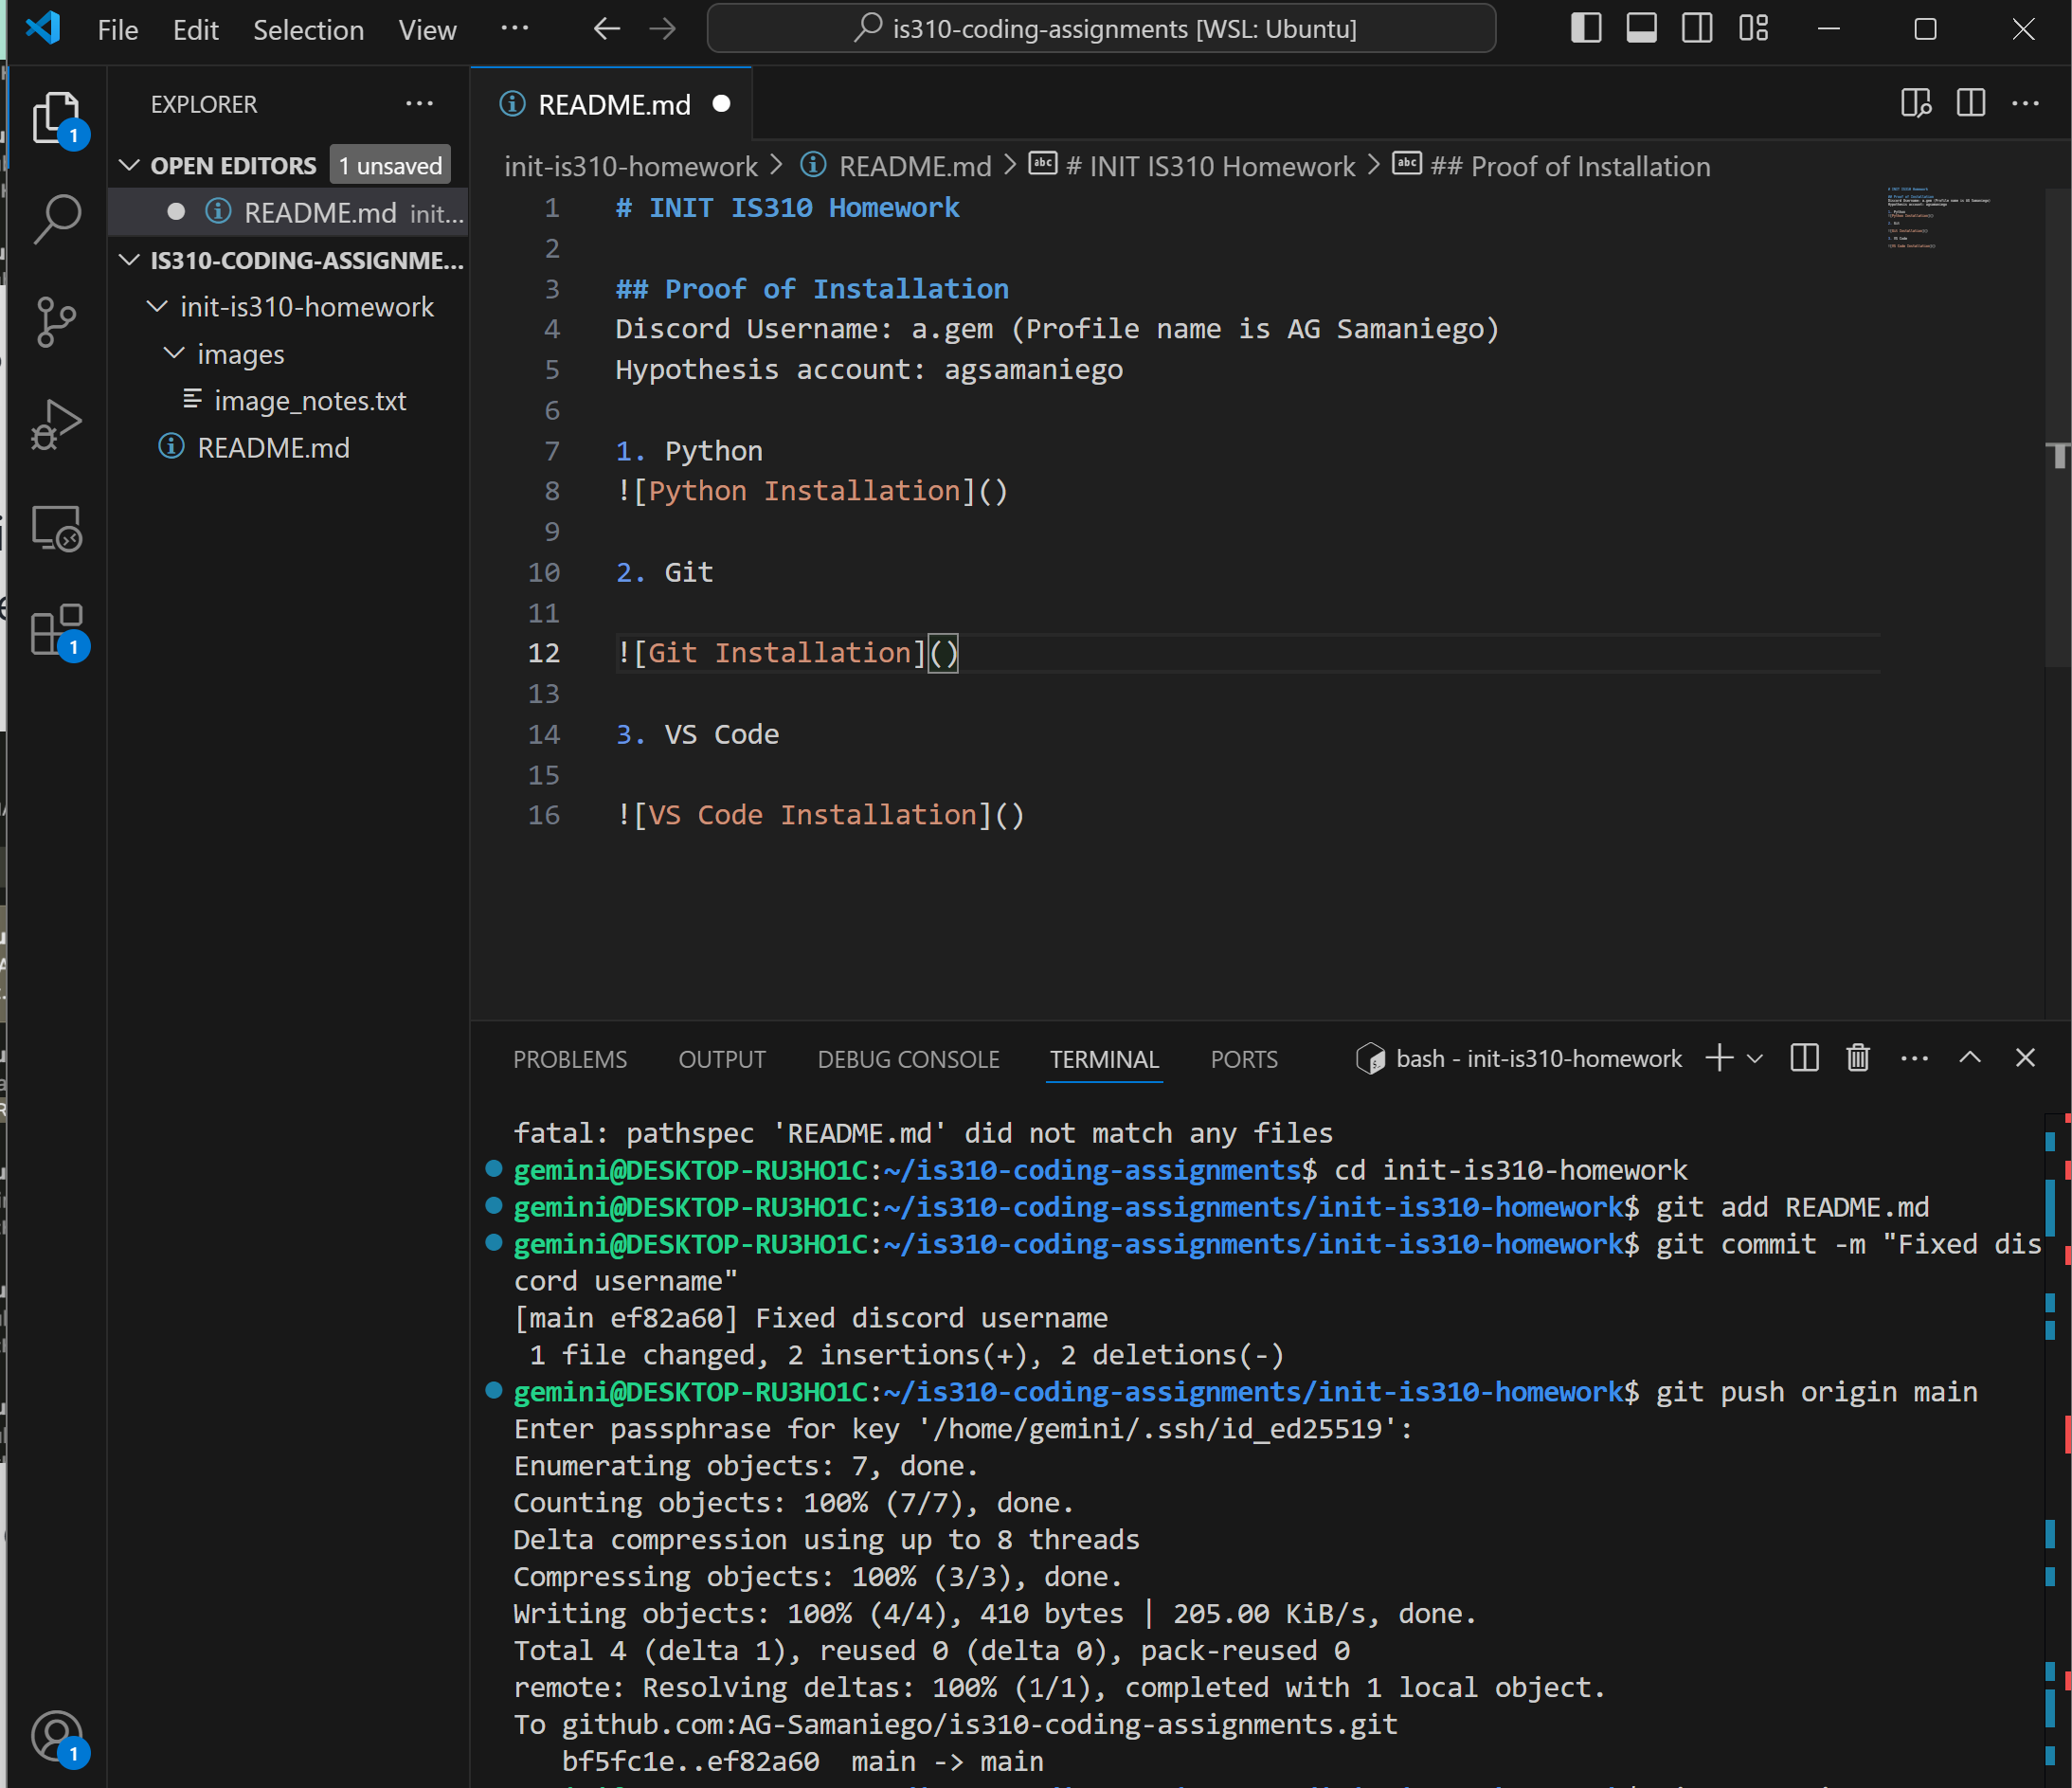 File Edit Selection View ... is310-coding-assignments [WSL: Ubuntu]
EXPLORER ...
1
OPEN EDITORS 1 unsaved
README.md init...
IS310-CODING-ASSIGNME...
init-is310-homework
images
image_notes.txt
README.md
1
1
README.md
init-is310-homework > README.md > # INIT IS310 Homework > ## Proof of Installation
1 # INIT IS310 Homework
2
3 ## Proof of Installation
4 Discord Username: a.gem (Profile name is AG Samaniego)
5 Hypothesis account: agsamaniego
6
7 1. Python
8 ![Python Installation]()
9
10 2. Git
11
12 ![Git Installation]()
13
14 3. VS Code
15
16 ![VS Code Installation]()
PROBLEMS OUTPUT DEBUG CONSOLE TERMINAL PORTS bash - init-is310-homework
fatal: pathspec 'README.md' did not match any files
gemini@DESKTOP-RU3HO1C:~/is310-coding-assignments$ cd init-is310-homework
gemini@DESKTOP-RU3HO1C:~/is310-coding-assignments/init-is310-homework$ git add README.md
gemini@DESKTOP-RU3HO1C:~/is310-coding-assignments/init-is310-homework$ git commit -m "Fixed dis
cord username"
[main ef82a60] Fixed discord username
1 file changed, 2 insertions(+), 2 deletions(-)
gemini@DESKTOP-RU3HO1C:~/is310-coding-assignments/init-is310-homework$ git push origin main
Enter passphrase for key '/home/gemini/.ssh/id_ed25519':
Enumerating objects: 7, done.
Counting objects: 100% (7/7), done.
Delta compression using up to 8 threads
Compressing objects: 100% (3/3), done.
Writing objects: 100% (4/4), 410 bytes | 205.00 KiB/s, done.
Total 4 (delta 1), reused 0 (delta 0), pack-reused 0
remote: Resolving deltas: 100% (1/1), completed with 1 local object.
To github.com:AG-Samaniego/is310-coding-assignments.git
bf5fc1e..ef82a60 main -> main